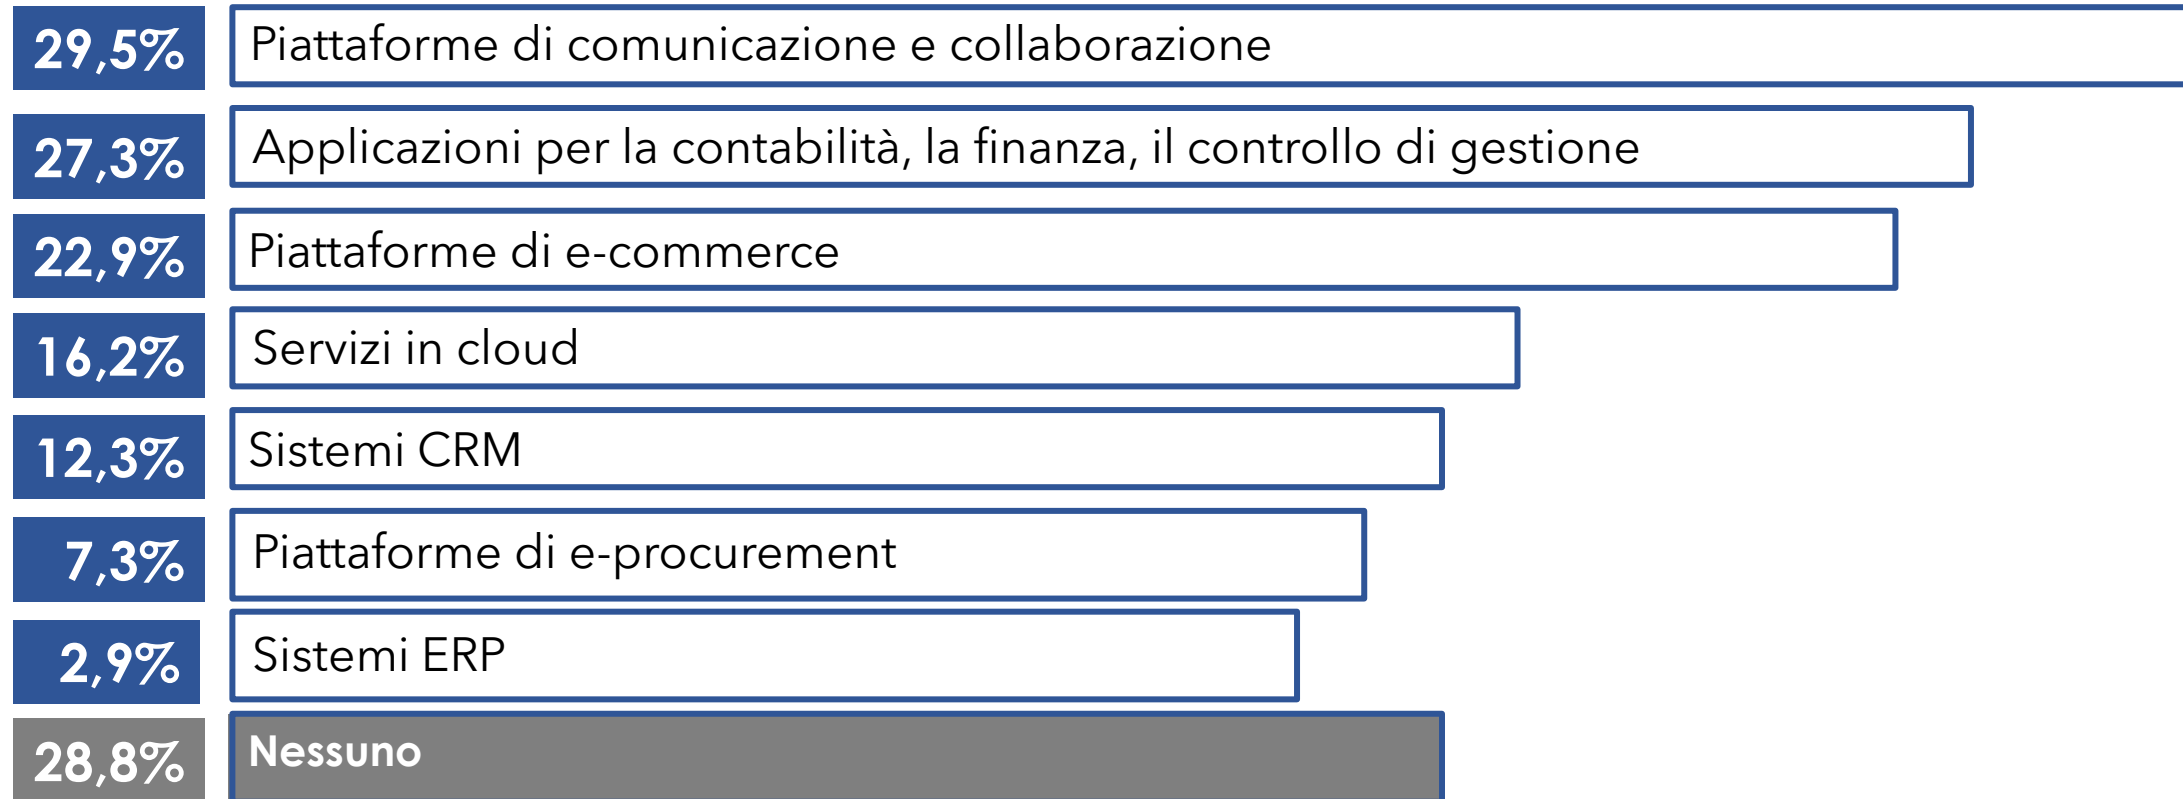 29,5% Piattaforme di comunicazione e collaborazione
27,3% Applicazioni per la contabilità, la finanza, il controllo di gestione
22,9% Piattaforme di e-commerce
16,2% Servizi in cloud
12,3% Sistemi CRM
7,3% Piattaforme di e-procurement
2,9% Sistemi ERP
28,8% Nessuno